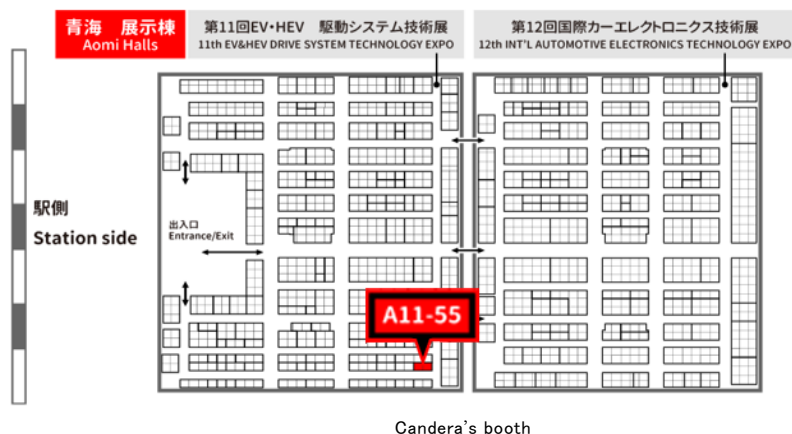 青海 展示棟
Aomi Halls
第11回EV・HEV 駆動システム技術展
11th EV&HEV DRIVE SYSTEM TECHNOLOGY EXPO
第12回国際カーエレクトロニクス技術展
12th INT'L AUTOMOTIVE ELECTRONICS TECHNOLOGY EXPO
駅側
Station side
出入口
Entrance/Exit
A11-55
Candera's booth